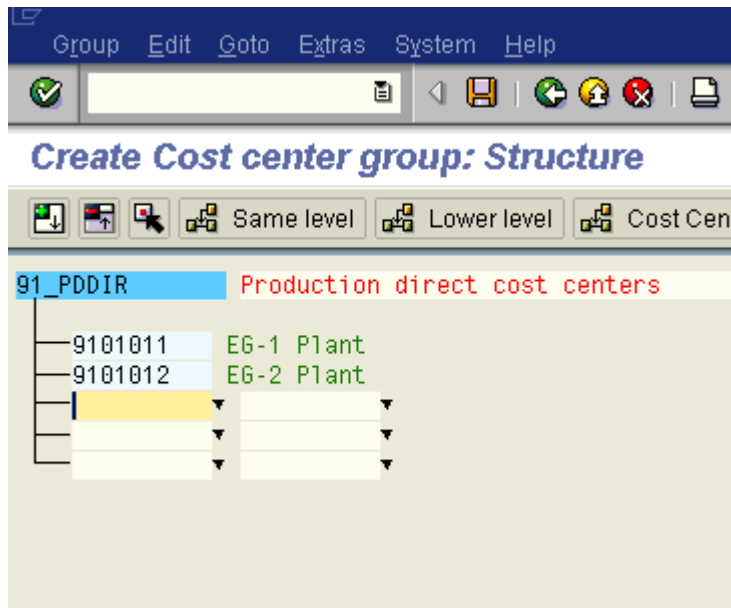 Group Edit Goto Extras System Help
Create Cost center group: Structure
Same level Lower level Cost Cen
91_PDDIR Production direct cost centers
9101011 EG-1 Plant
9101012 EG-2 Plant